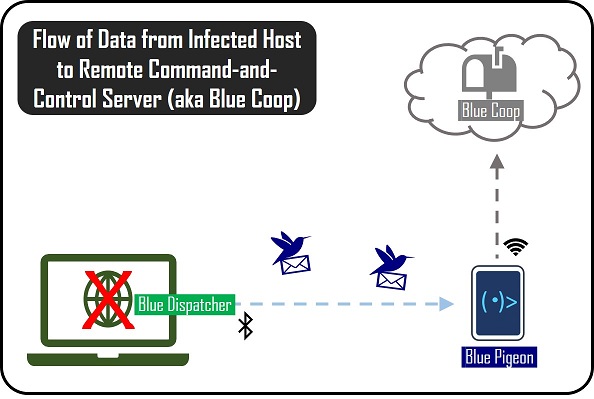 Flow of Data from Infected Host
to Remote Command-and-
Control Server (aka Blue Coop)
Blue Coop
Blue Dispatcher
(•)>
Blue Pigeon